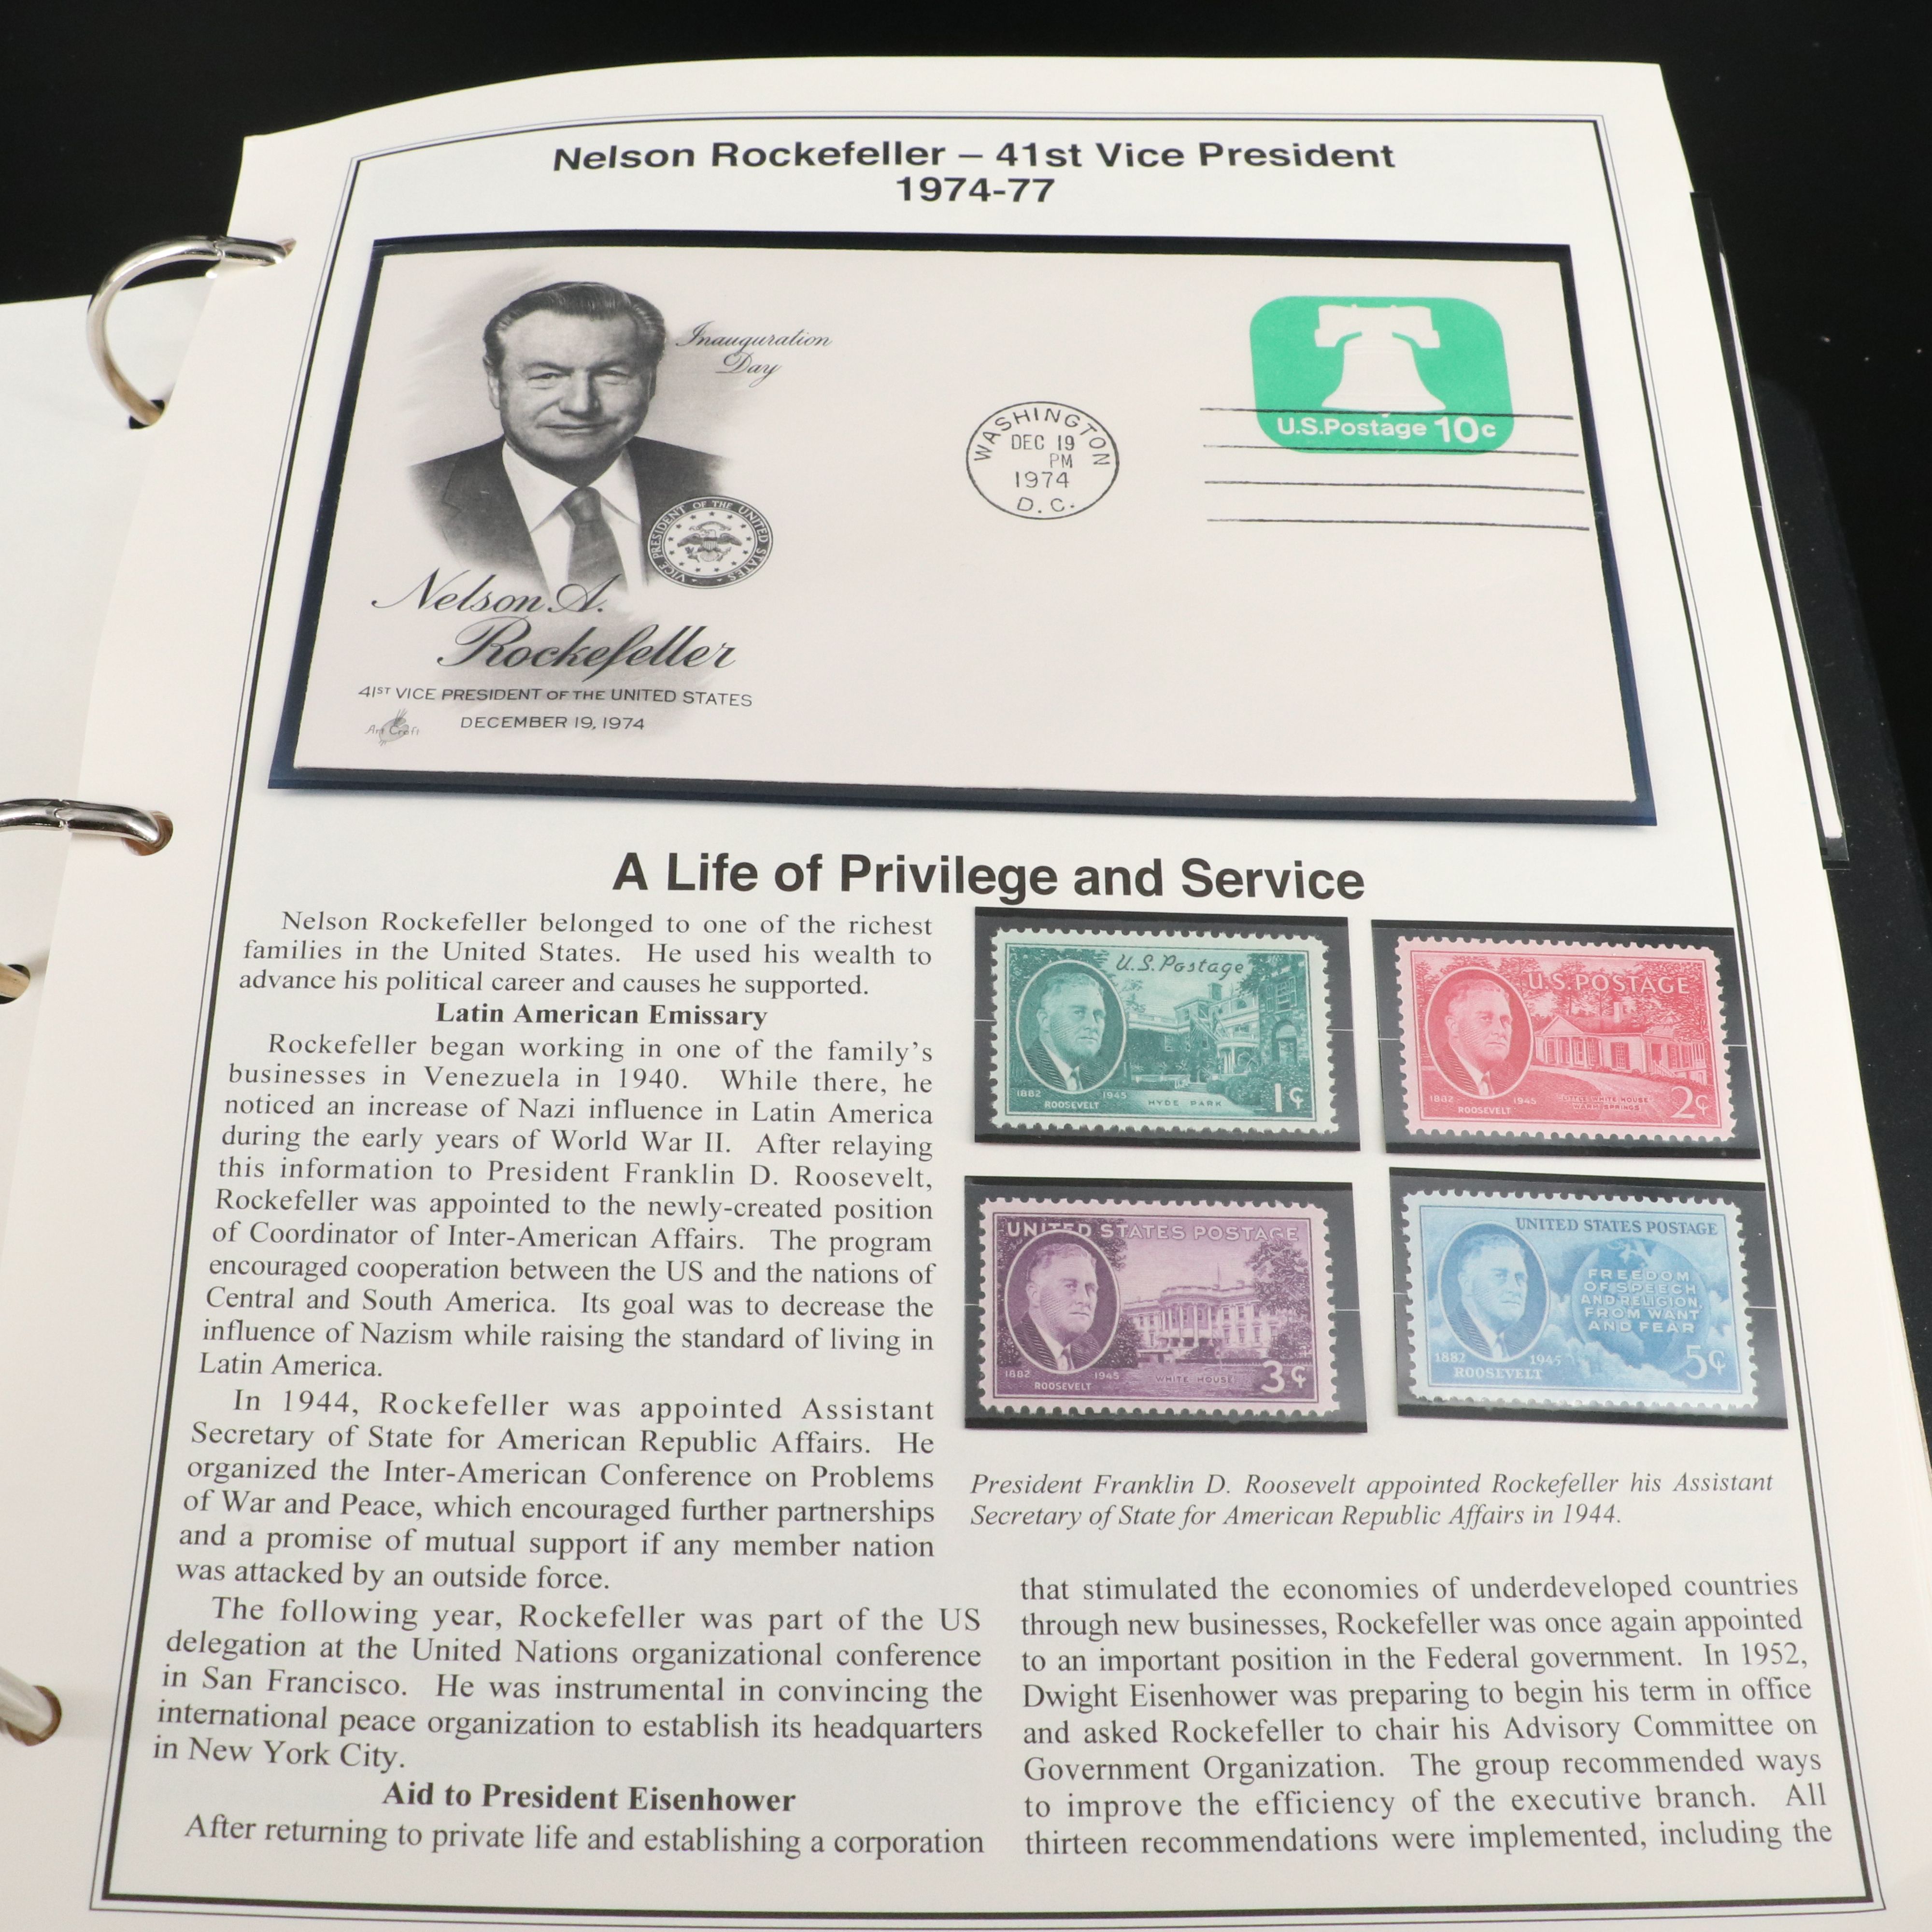 Nelson Rockefeller – 41st Vice President
1974-77
Inauguration
Day
VICE PRESIDENT OF THE UNITED STATES
Nelson A.
Rockefeller
41ST VICE PRESIDENT OF THE UNITED STATES
DECEMBER 19, 1974
Art Craft
WASHINGTON
DEC 19
PM
1974
D.C.
U.S.Postage 10c
A Life of Privilege and Service
Nelson Rockefeller belonged to one of the richest
families in the United States. He used his wealth to
advance his political career and causes he supported.
Latin American Emissary
Rockefeller began working in one of the family's
businesses in Venezuela in 1940. While there, he
noticed an increase of Nazi influence in Latin America
during the early years of World War II. After relaying
this information to President Franklin D. Roosevelt,
Rockefeller was appointed to the newly-created position
of Coordinator of Inter-American Affairs. The program
encouraged cooperation between the US and the nations of
Central and South America. Its goal was to decrease the
influence of Nazism while raising the standard of living in
Latin America.
In 1944, Rockefeller was appointed Assistant
Secretary of State for American Republic Affairs. He
organized the Inter-American Conference on Problems
of War and Peace, which encouraged further partnerships
and a promise of mutual support if any member nation
was attacked by an outside force.
The following year, Rockefeller was part of the US
delegation at the United Nations organizational conference
in San Francisco. He was instrumental in convincing the
international peace organization to establish its headquarters
in New York City.
Aid to President Eisenhower
After returning to private life and establishing a corporation
U.S. Postage
1882 1945
ROOSEVELT
HYDE PARK
1¢
U.S. POSTAGE
1882 1945
ROOSEVELT
LITTLE WHITE HOUSE
WARM SPRINGS
2¢
UNITED STATES POSTAGE
1882 1945
ROOSEVELT
WHITE HOUSE
3¢
UNITED STATES POSTAGE
FREEDOM
OF SPEECH
AND RELIGION,
FROM WANT
AND FEAR
1882 1945
ROOSEVELT
5¢
President Franklin D. Roosevelt appointed Rockefeller his Assistant
Secretary of State for American Republic Affairs in 1944.
that stimulated the economies of underdeveloped countries
through new businesses, Rockefeller was once again appointed
to an important position in the Federal government. In 1952,
Dwight Eisenhower was preparing to begin his term in office
and asked Rockefeller to chair his Advisory Committee on
Government Organization. The group recommended ways
to improve the efficiency of the executive branch. All
thirteen recommendations were implemented, including the